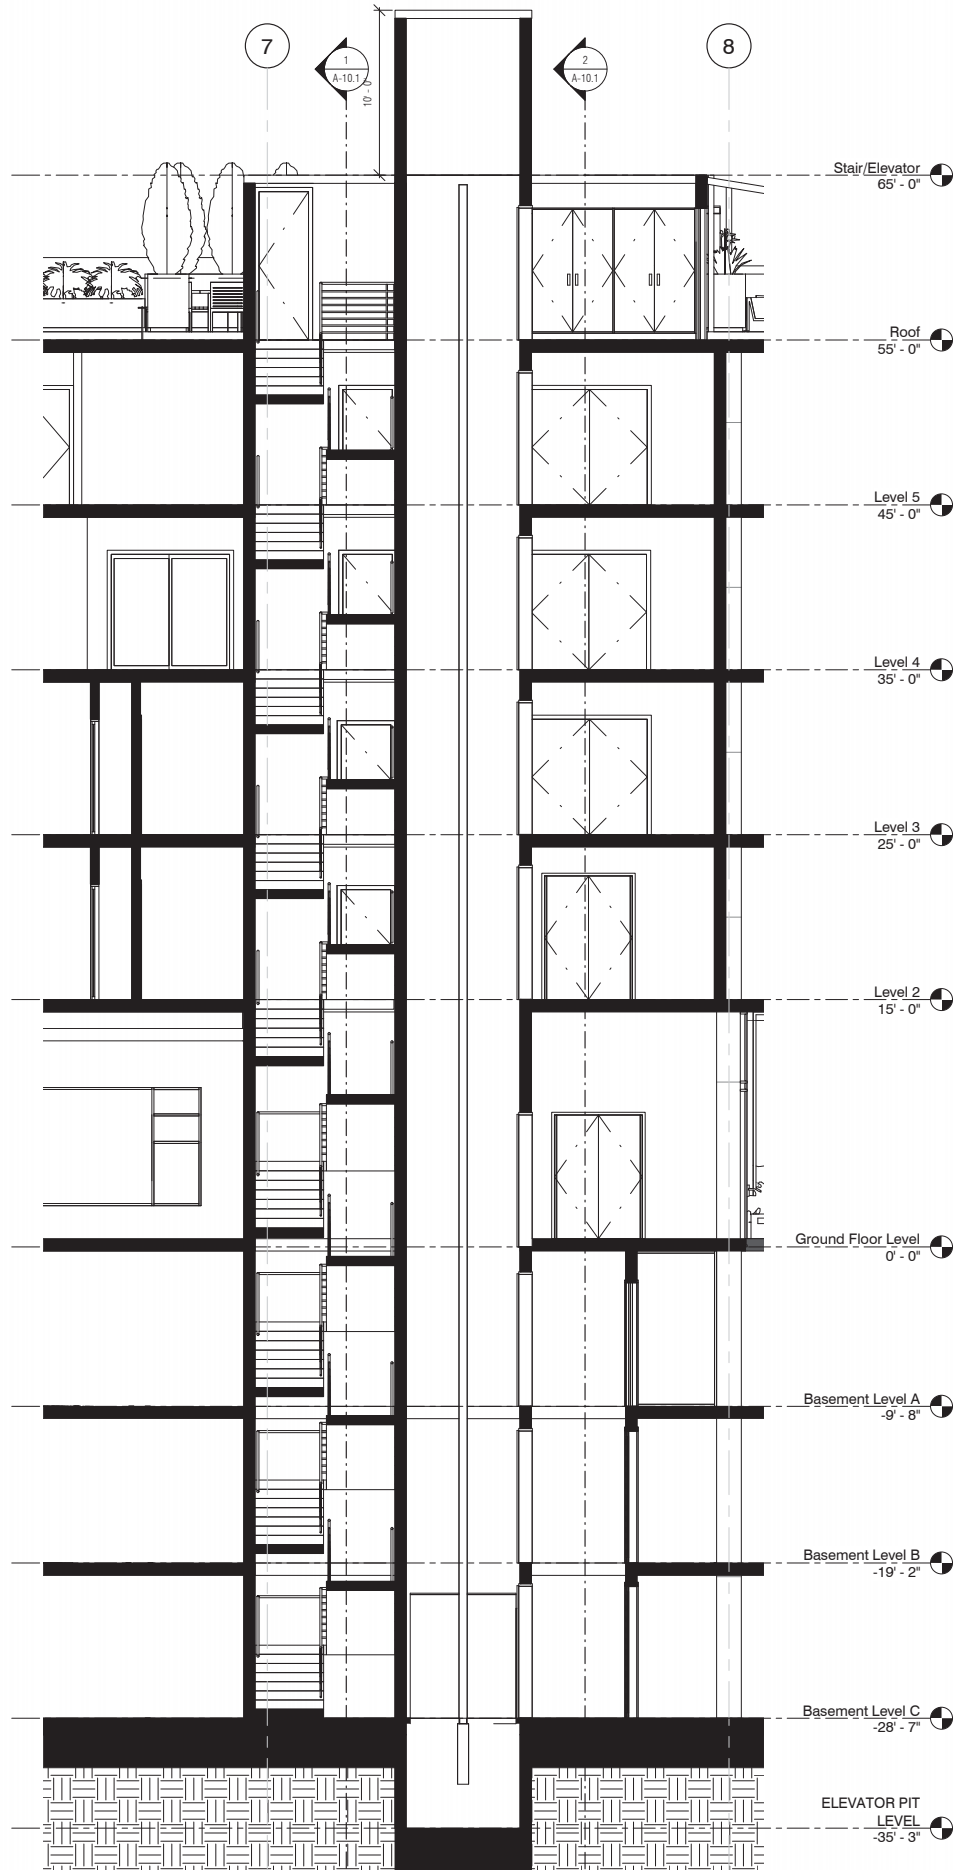 7
1
A-10.1
10' - 0"
2
A-10.1
8
Stair/Elevator
65' - 0"
Roof
55' - 0"
Level 5
45' - 0"
Level 4
35' - 0"
Level 3
25' - 0"
Level 2
15' - 0"
Ground Floor Level
0' - 0"
Basement Level A
-9' - 8"
Basement Level B
-19' - 2"
Basement Level C
-28' - 7"
ELEVATOR PIT
LEVEL
-35' - 3"